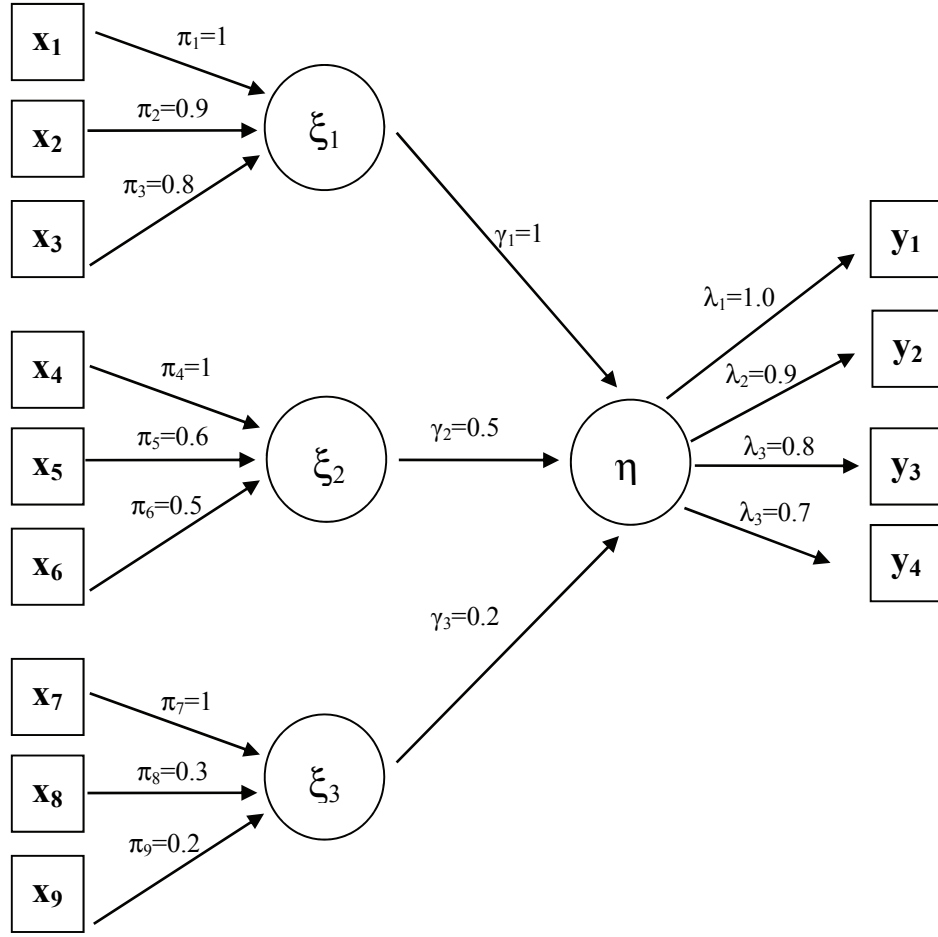 x₁
π₁=1
x₂
π₂=0.9
ξ₁
π₃=0.8
x₃
γ₁=1
y₁
λ₁=1.0
x₄
π₄=1
λ₂=0.9
y₂
x₅
π₅=0.6
ξ₂
γ₂=0.5
η
λ₃=0.8
y₃
π₆=0.5
x₆
λ₃=0.7
y₄
γ₃=0.2
x₇
π₇=1
x₈
π₈=0.3
ξ₃
π₉=0.2
x₉